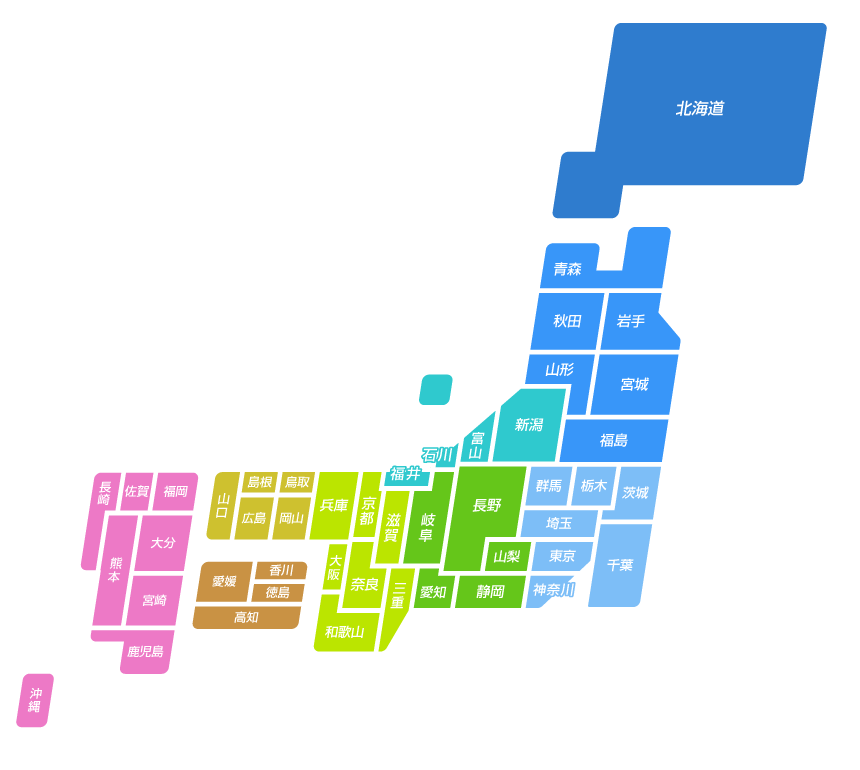 北海道
青森
秋田
岩手
山形
宮城
福島
新潟
富山
石川
福井
長野
岐阜
山梨
愛知
静岡
群馬
栃木
茨城
埼玉
東京
千葉
神奈川
京都
兵庫
滋賀
大阪
奈良
三重
和歌山
鳥取
島根
岡山
広島
山口
香川
愛媛
徳島
高知
福岡
佐賀
長崎
大分
熊本
宮崎
鹿児島
沖縄